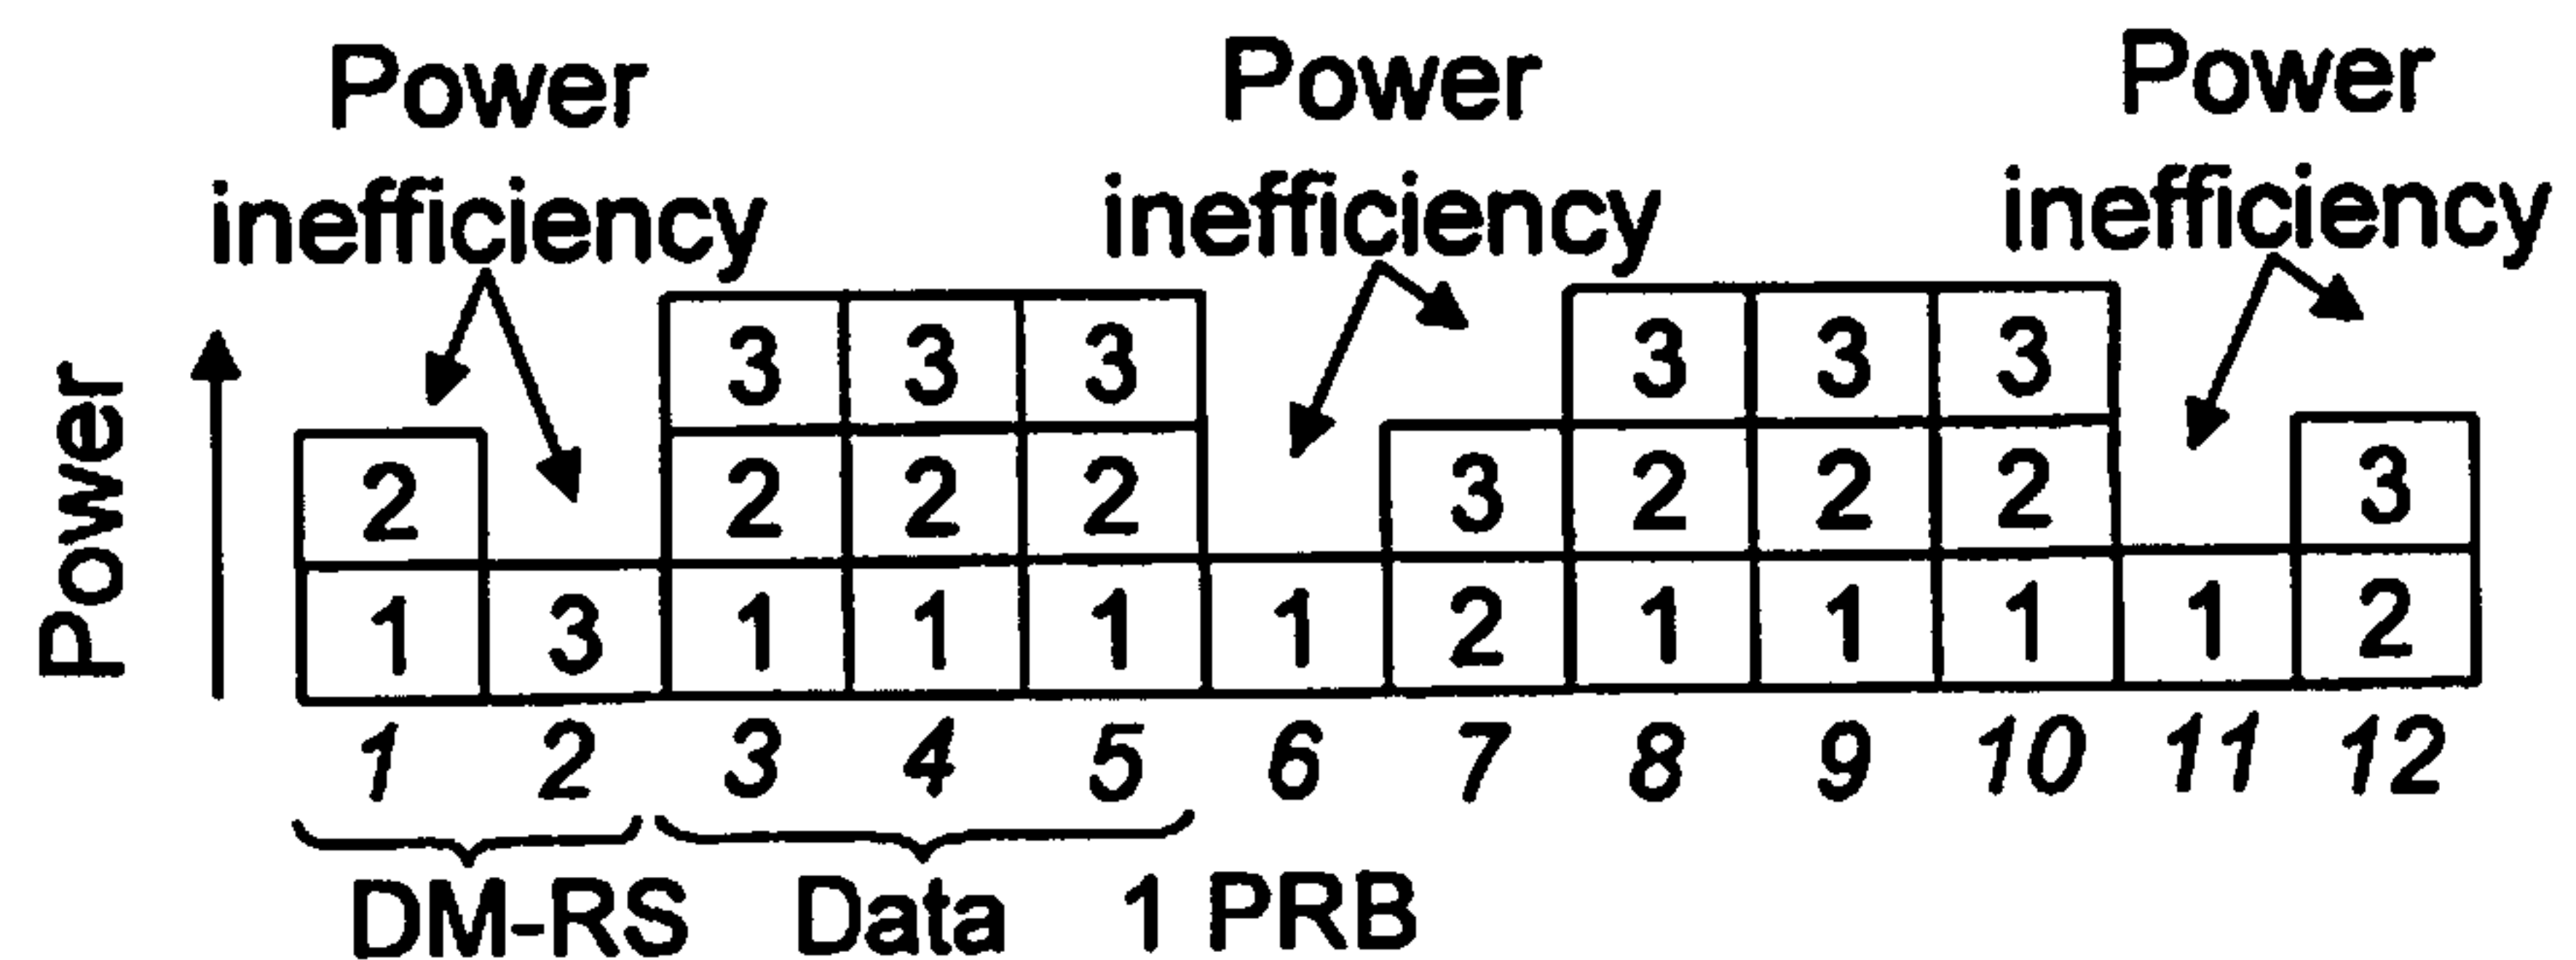 Power Power Power
inefficiency inefficiency inefficiency
3 3 3 3 3 3
2 2 2 2 3 2 2 2 3
1 3 1 1 1 1 2 1 1 1 1 2
Power
1 2 3 4 5 6 7 8 9 10 11 12
DM-RS Data 1 PRB